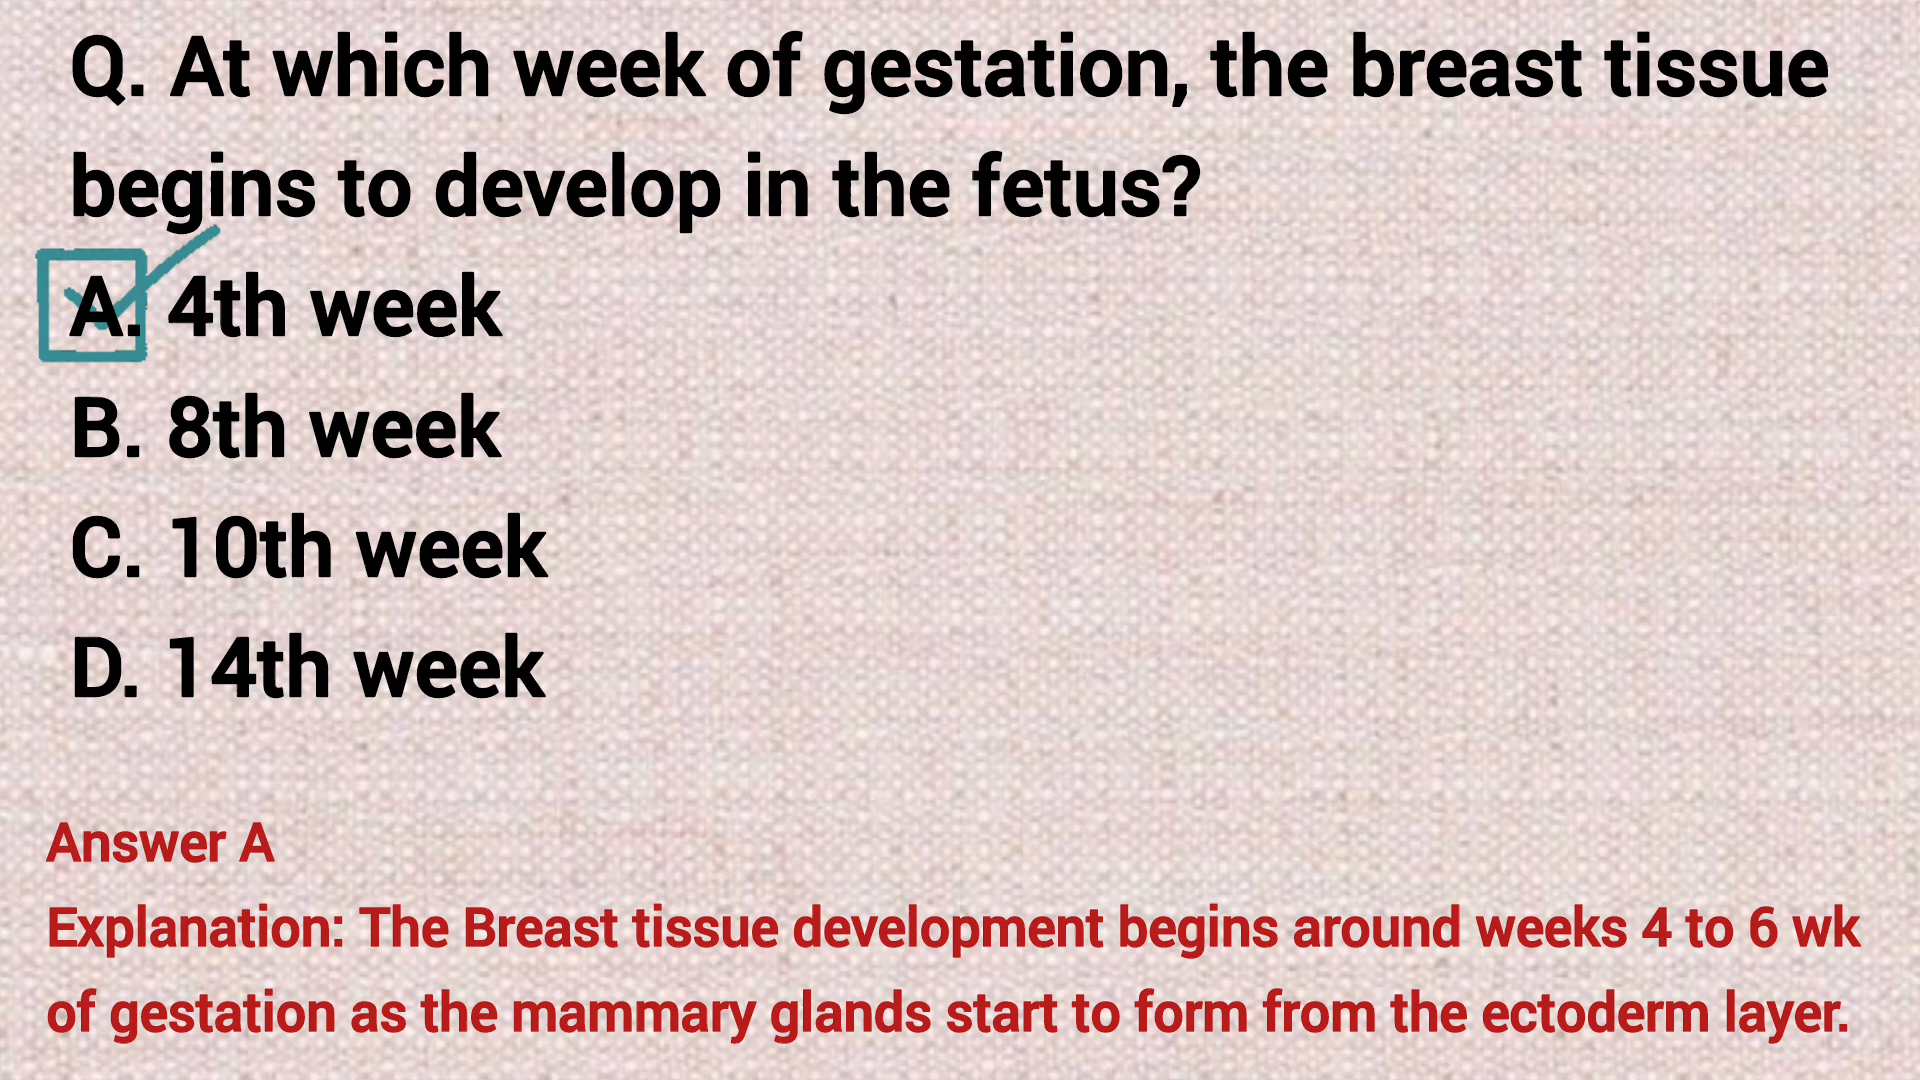 Q. At which week of gestation, the breast tissue
begins to develop in the fetus?
A. 4th week
B. 8th week
C. 10th week
D. 14th week
Answer A
Explanation: The Breast tissue development begins around weeks 4 to 6 wk
of gestation as the mammary glands start to form from the ectoderm layer.